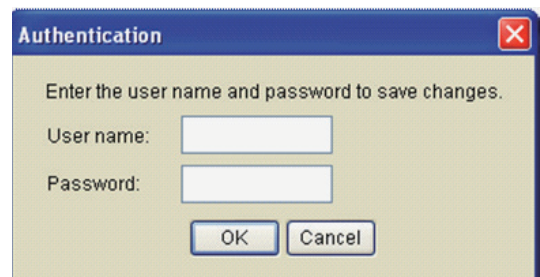 Authentication
Enter the user name and password to save changes.
User name:
Password:
OK Cancel